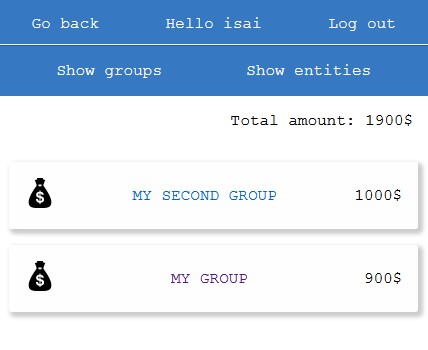 Go back Hello isai Log out
Show groups Show entities
Total amount: 1900$
$ MY SECOND GROUP 1000$
$ MY GROUP 900$